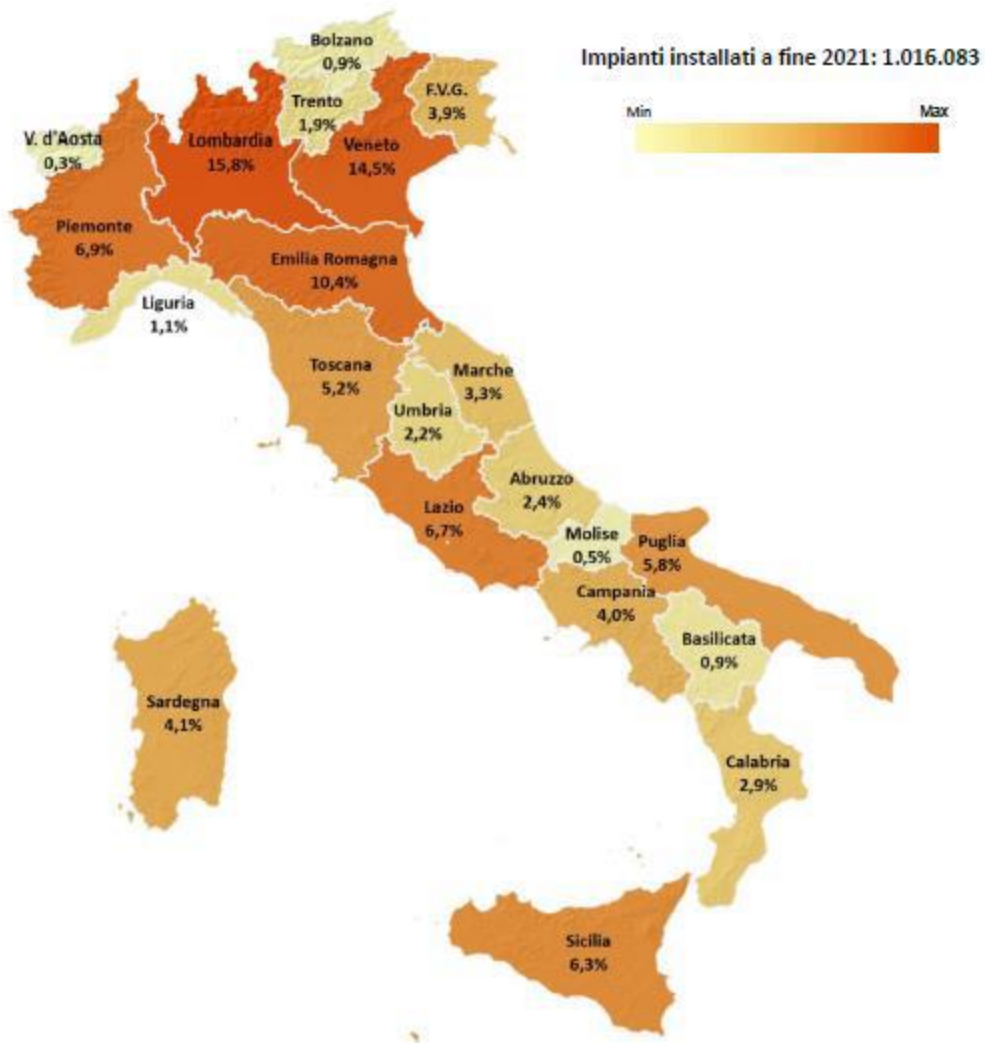 Impianti installati a fine 2021: 1.016.083
Min
Max
Bolzano
0,9%
Trento
1,9%
F.V.G.
3,9%
V. d'Aosta
0,3%
Lombardia
15,8%
Veneto
14,5%
Piemonte
6,9%
Emilia Romagna
10,4%
Liguria
1,1%
Toscana
5,2%
Marche
3,3%
Umbria
2,2%
Abruzzo
2,4%
Lazio
6,7%
Molise
0,5%
Puglia
5,8%
Campania
4,0%
Basilicata
0,9%
Sardegna
4,1%
Calabria
2,9%
Sicilia
6,3%